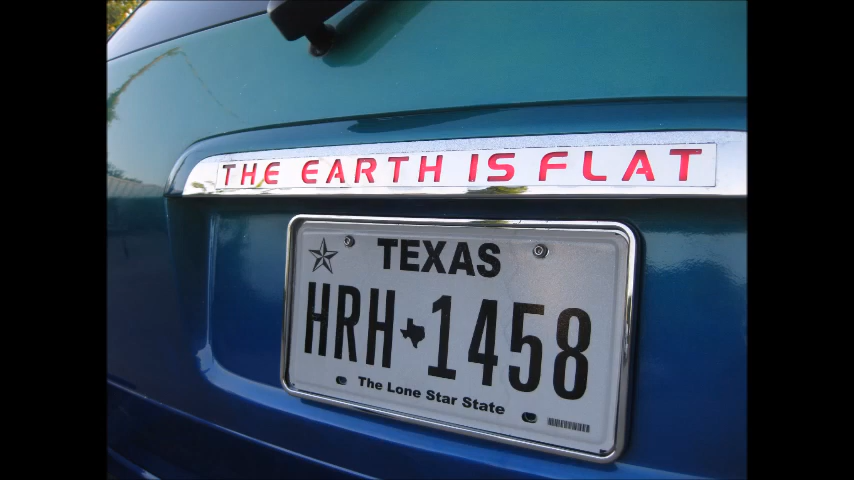 THE EARTH IS FLAT
TEXAS
HRH 1458
The Lone Star State